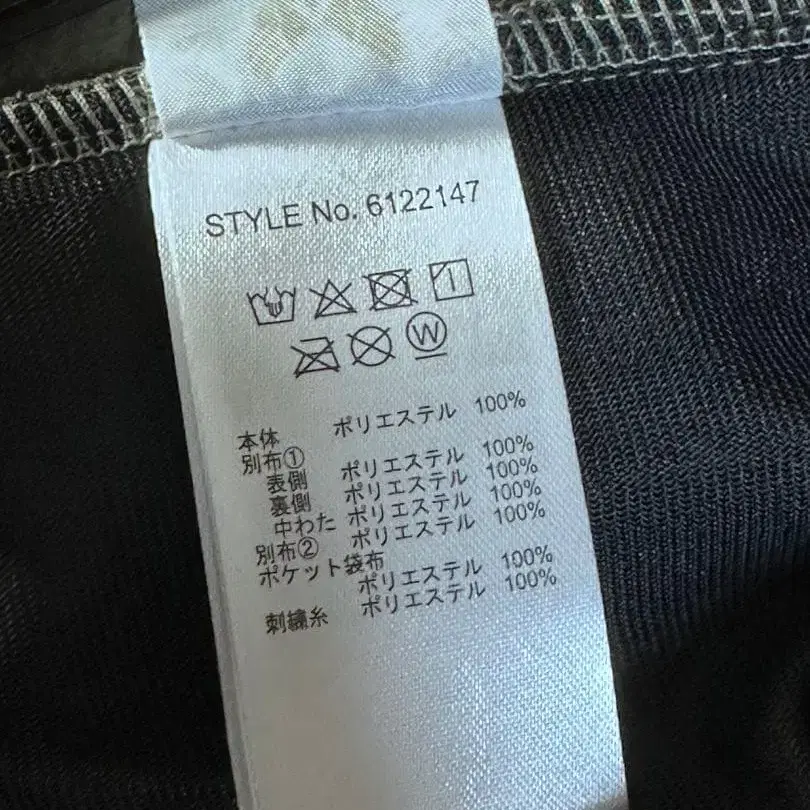 STYLE No. 6122147
W
本体 ポリエステル 100%
別布①
表側 ポリエステル 100%
裏側 ポリエステル 100%
中わた ポリエステル 100%
別布② ポリエステル 100%
ポケット袋布
ポリエステル 100%
刺繍糸 ポリエステル 100%